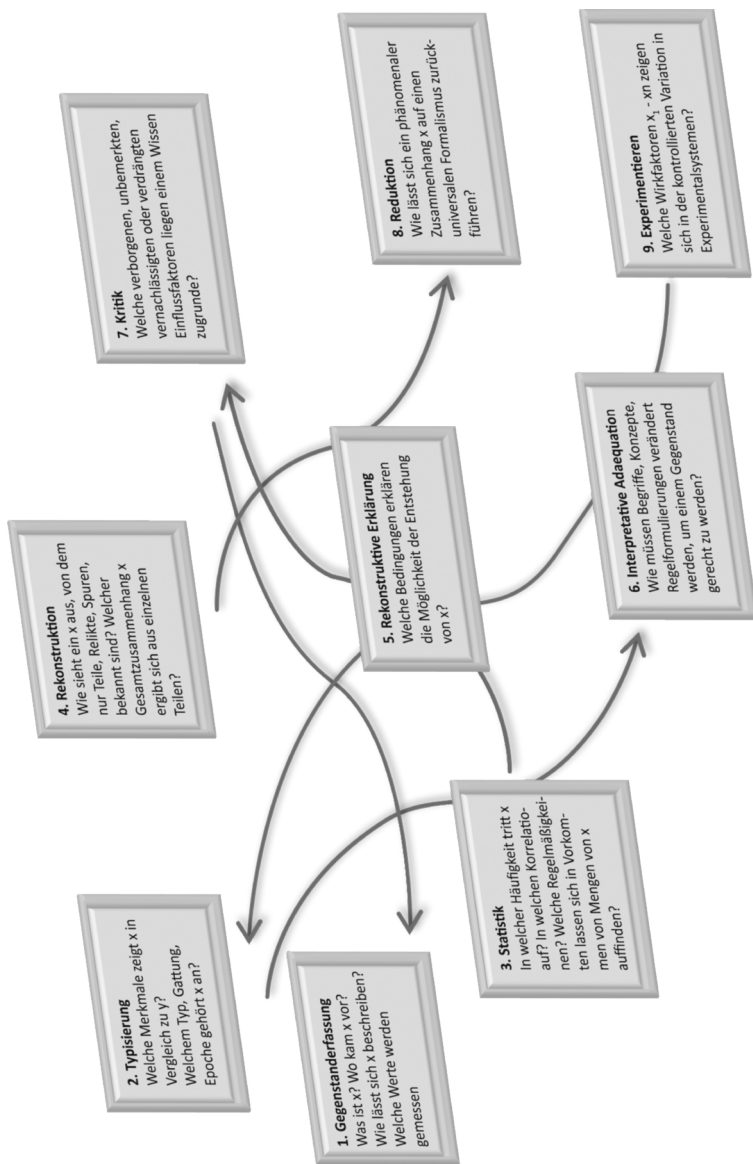 1. Gegenstanderfassung
Was ist x? Wo kam x vor?
Wie lässt sich x beschreiben?
Welche Werte werden
gemessen
2. Typisierung
Welche Merkmale zeigt x in
Vergleich zu y?
Welchem Typ, Gattung,
Epoche gehört x an?
3. Statistik
In welcher Häufigkeit tritt x
auf? In welchen Korrelatio-
nen? Welche Regelmäßigkei-
ten lassen sich in Vorkom-
men von Mengen von x
auffinden?
4. Rekonstruktion
Wie sieht ein x aus, von dem
nur Teile, Relikte, Spuren,
bekannt sind? Welcher
Gesamtzusammenhang x
ergibt sich aus einzelnen
Teilen?
5. Rekonstruktive Erklärung
Welche Bedingungen erklären
die Möglichkeit der Entstehung
von x?
6. Interpretative Adaequation
Wie müssen Begriffe, Konzepte,
Regelformulierungen verändert
werden, um einem Gegenstand
gerecht zu werden?
7. Kritik
Welche verborgenen, unbemerkten,
vernachlässigten oder verdrängten
Einflussfaktoren liegen einem Wissen
zugrunde?
8. Reduktion
Wie lässt sich ein phänomenaler
Zusammenhang x auf einen
universalen Formalismus zurück-
führen?
9. Experimentieren
Welche Wirkfaktoren x₁ - xn zeigen
sich in der kontrollierten Variation in
Experimentalsystemen?